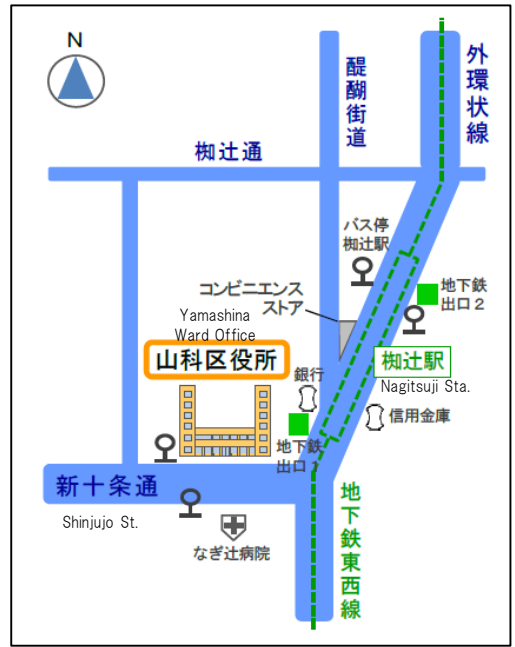 N
外環状線
醍醐街道
椥辻通
バス停
椥辻駅
コンビニエンス
ストア
地下鉄
出口2
Yamashina
Ward Office
山科区役所
椥辻駅
Nagitsuji Sta.
銀行
信用金庫
地下鉄
出口1
新十条通
Shinjujo St.
なぎ辻病院
地下鉄東西線